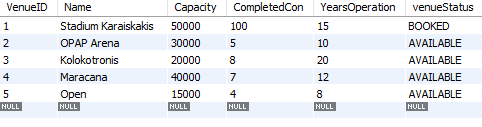 VenueID Name Capacity CompletedCon YearsOperation venueStatus
1 Stadium Karaiskakis 50000 100 15 BOOKED
2 OPAP Arena 30000 5 10 AVAILABLE
3 Kolokotronis 20000 8 20 AVAILABLE
4 Maracana 40000 7 12 AVAILABLE
5 Open 15000 4 8 AVAILABLE
NULL NULL NULL NULL NULL NULL